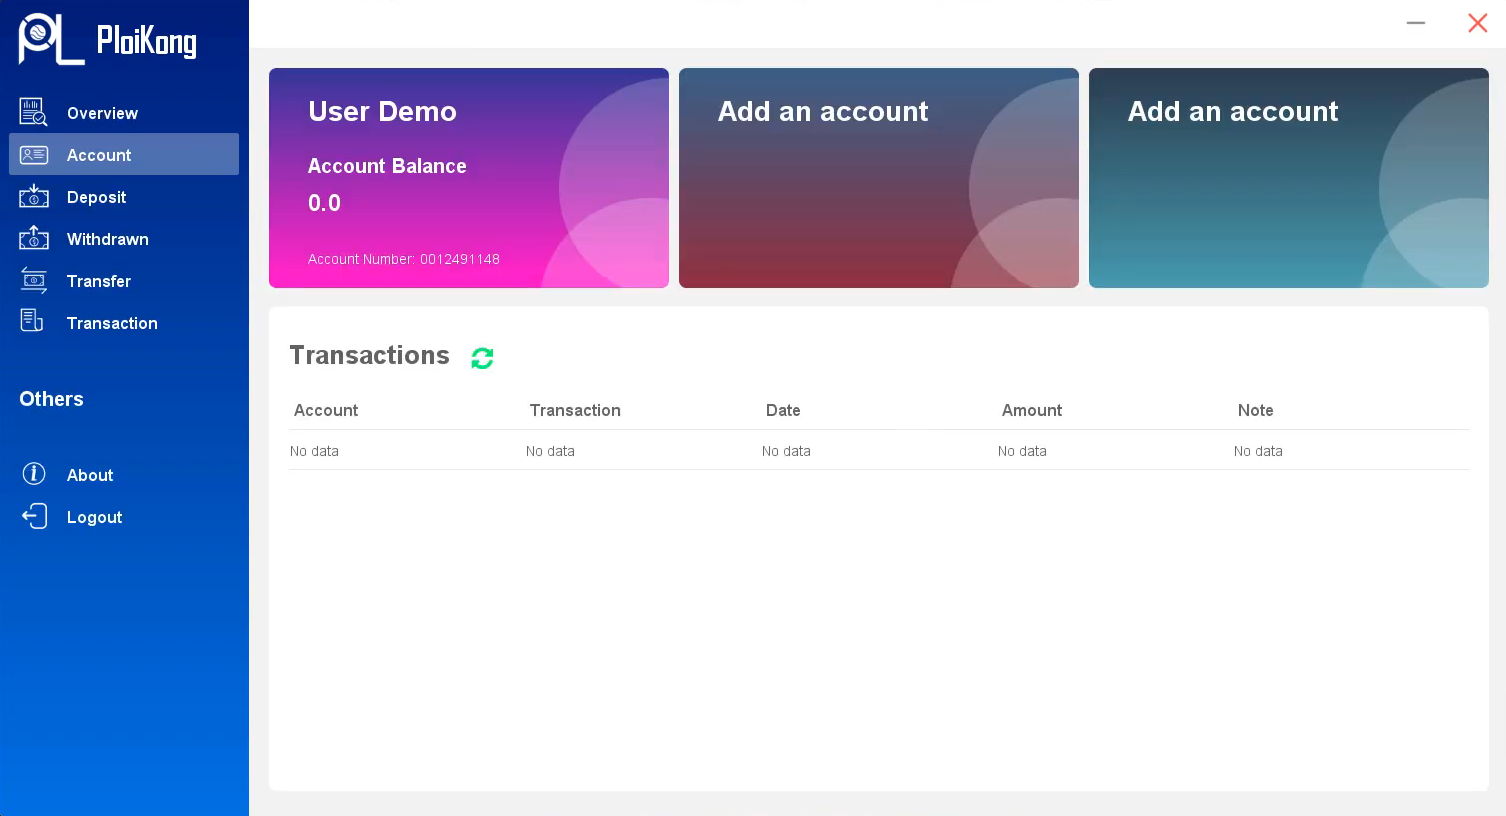 PL PloiKong
Overview
Account
Deposit
Withdrawn
Transfer
Transaction
Others
About
Logout
User Demo
Account Balance
0.0
Account Number: 0012491148
Add an account
Add an account
Transactions
Account Transaction Date Amount Note
No data No data No data No data No data